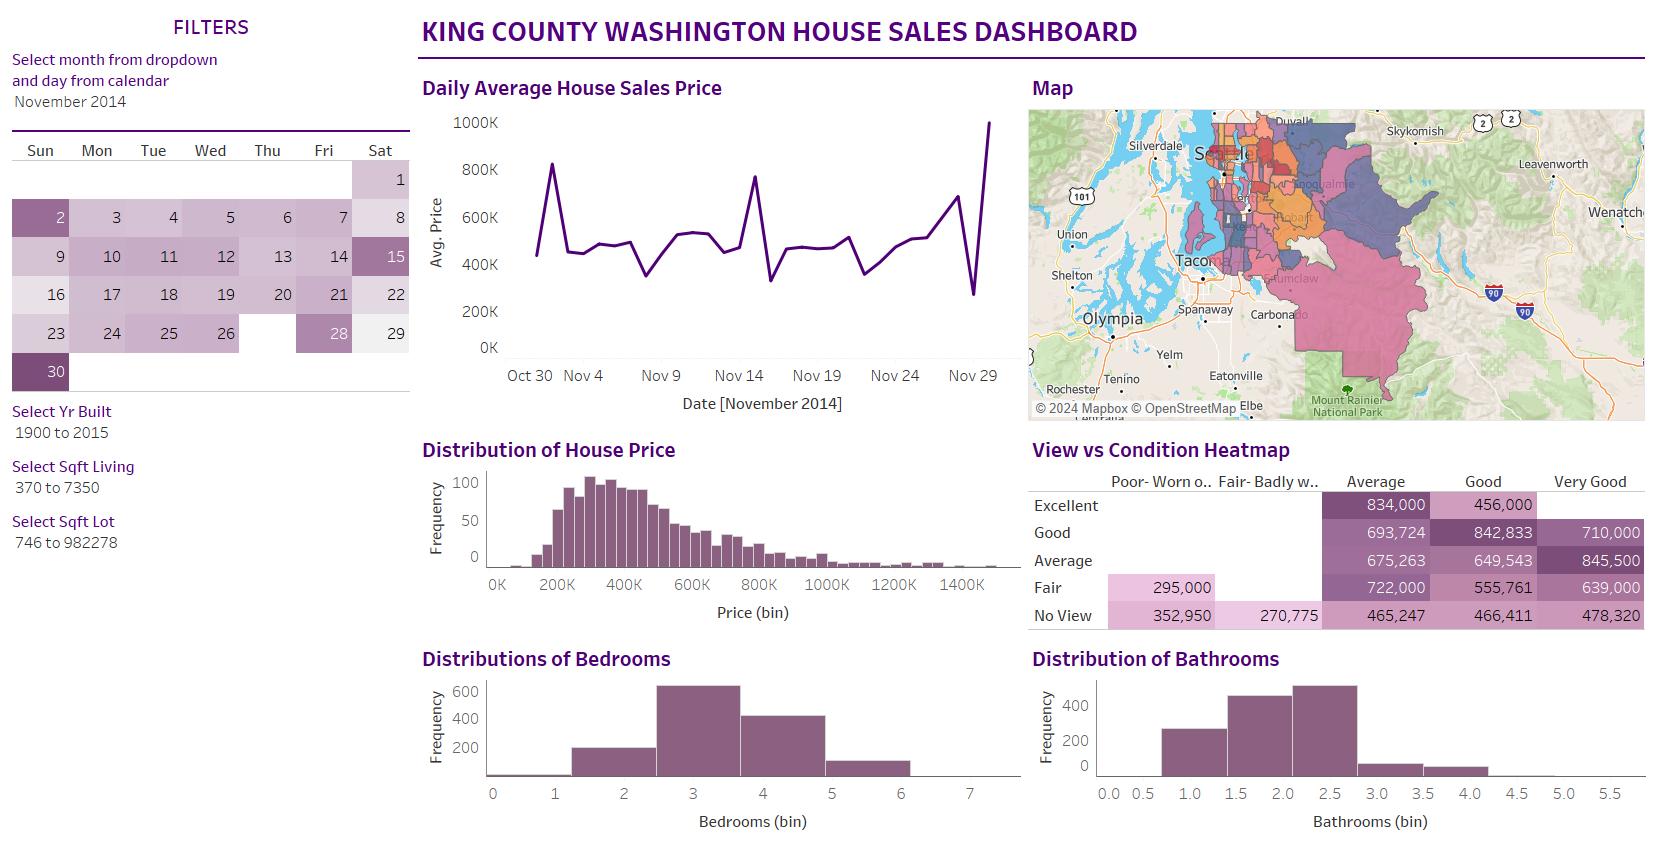 FILTERS
Select month from dropdown
and day from calendar
November 2014
Sun Mon Tue Wed Thu Fri Sat
1
2 3 4 5 6 7 8
9 10 11 12 13 14 15
16 17 18 19 20 21 22
23 24 25 26 28 29
30
Select Yr Built
1900 to 2015
Select Sqft Living
370 to 7350
Select Sqft Lot
746 to 982278
KING COUNTY WASHINGTON HOUSE SALES DASHBOARD
Daily Average House Sales Price
Avg. Price
1000K
800K
600K
400K
200K
0K
Oct 30 Nov 4 Nov 9 Nov 14 Nov 19 Nov 24 Nov 29
Date [November 2014]
Map
Duvall
Skykomish
2 2
Silverdale
Seattle
Leavenworth
Snoqualmie
101
Kent
Hobart
Wenatch
Union
Tacoma
Shelton
Enumclaw
90
90
Spanaway
Carbonado
Olympia
Yelm
Eatonville
Tenino
Rochester
Mount Rainier
National Park
Elbe
Centralia
© 2024 Mapbox © OpenStreetMap
Distribution of House Price
Frequency
100
50
0
0K 200K 400K 600K 800K 1000K 1200K 1400K
Price (bin)
View vs Condition Heatmap
Poor- Worn o.. Fair- Badly w.. Average Good Very Good
Excellent 834,000 456,000
Good 693,724 842,833 710,000
Average 675,263 649,543 845,500
Fair 295,000 722,000 555,761 639,000
No View 352,950 270,775 465,247 466,411 478,320
Distributions of Bedrooms
Frequency
600
400
200
0 1 2 3 4 5 6 7
Bedrooms (bin)
Distribution of Bathrooms
Frequency
400
200
0
0.0 0.5 1.0 1.5 2.0 2.5 3.0 3.5 4.0 4.5 5.0 5.5
Bathrooms (bin)